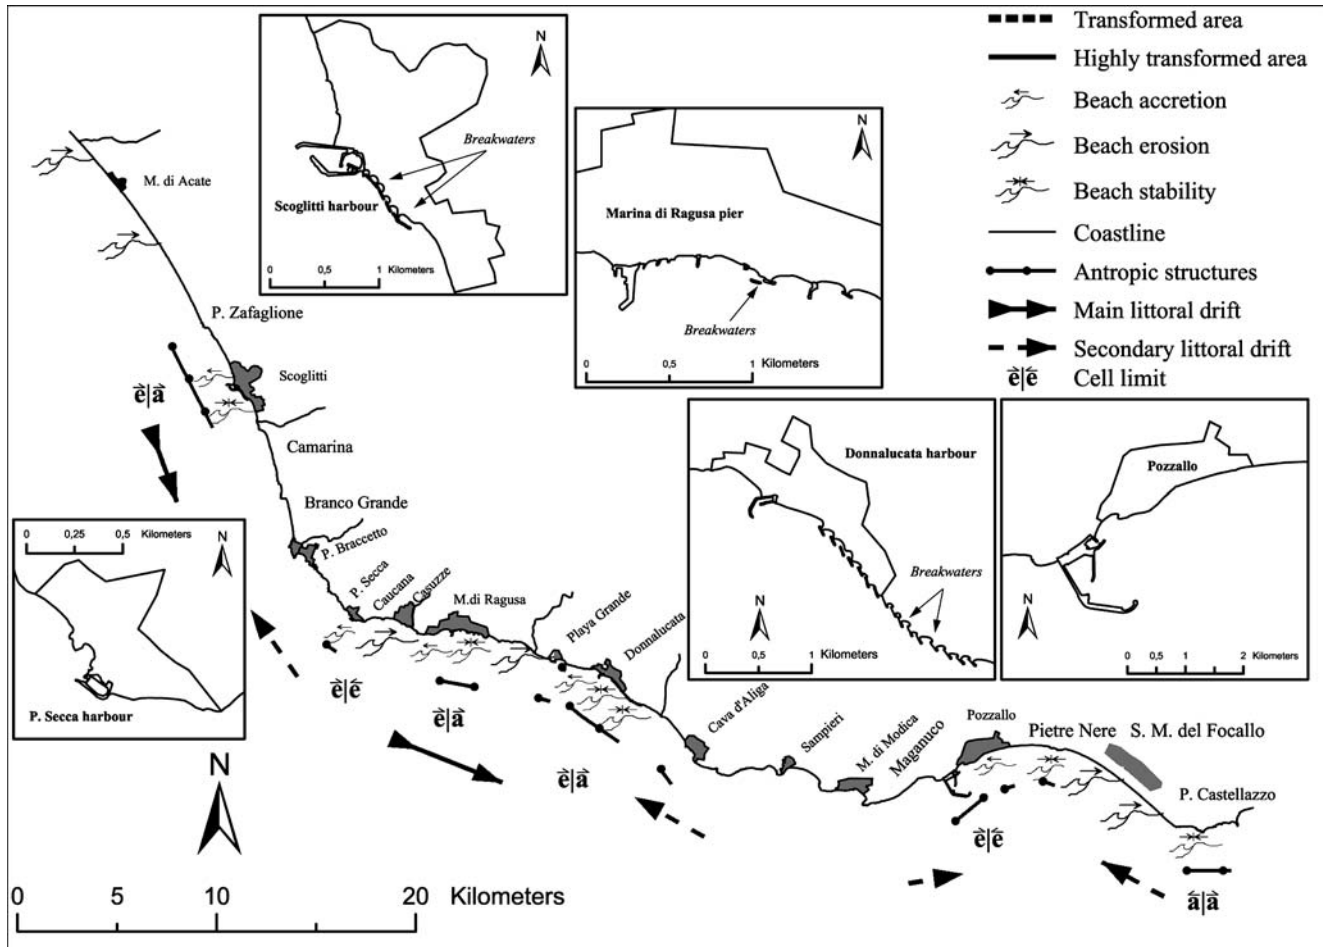 Transformed area
Highly transformed area
Beach accretion
Beach erosion
Beach stability
Coastline
Antropic structures
Main littoral drift
Secondary littoral drift
e|e Cell limit
N
Breakwaters
Scoglitti harbour
0 0,5 1 Kilometers
N
Marina di Ragusa pier
Breakwaters
0 0,5 1 Kilometers
Donnalucata harbour
Breakwaters
N
0 0,5 1 Kilometers
Pozzallo
N
0 0,5 1 2 Kilometers
0 0,25 0,5 Kilometers
N
P. Secca harbour
M. di Acate
P. Zafaglione
Scoglitti
e|a
Camarina
Branco Grande
P. Braccetto
P. Secca
Caucana
Casuzze
M.di Ragusa
Playa Grande
Donnalucata
e|e
e|a
e|a
Cava d'Aliga
Sampieri
M. di Modica
Maganuco
Pozzallo
Pietre Nere
S. M. del Focallo
P. Castellazzo
e|e
a|a
N
0 5 10 20 Kilometers